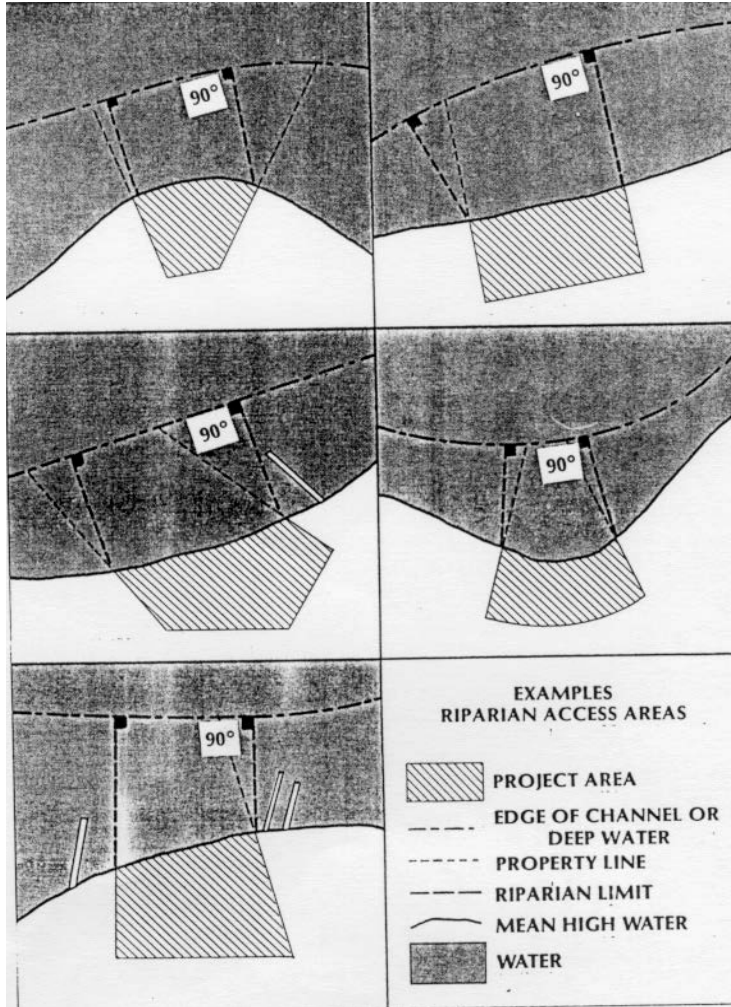 90°
90°
90°
90°
90°
EXAMPLES
RIPARIAN ACCESS AREAS
PROJECT AREA
EDGE OF CHANNEL OR
DEEP WATER
PROPERTY LINE
RIPARIAN LIMIT
MEAN HIGH WATER
WATER